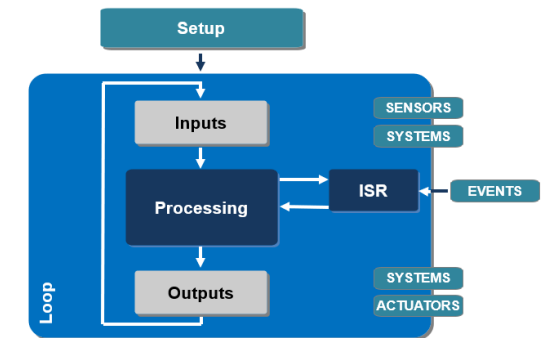 Setup
Inputs
SENSORS
SYSTEMS
Processing
ISR
EVENTS
Outputs
SYSTEMS
ACTUATORS
Loop